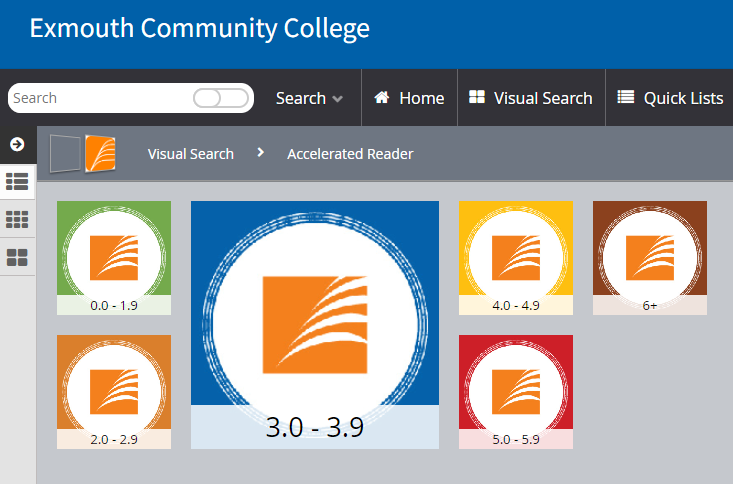 Exmouth Community College
Search
Search
Home
Visual Search
Quick Lists
Visual Search
Accelerated Reader
0.0 - 1.9
3.0 - 3.9
4.0 - 4.9
6+
2.0 - 2.9
5.0 - 5.9